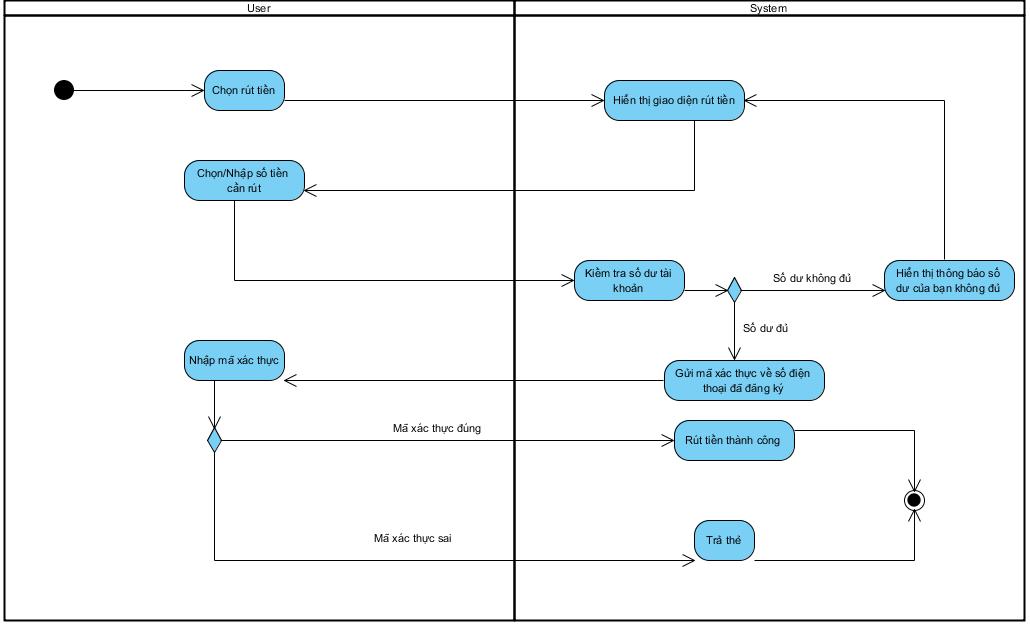 User
System
Chọn rút tiền
Hiển thị giao diện rút tiền
Chọn/Nhập số tiền
cần rút
Kiểm tra số dư tài
khoản
Số dư không đủ
Hiển thị thông báo số
dư của bạn không đủ
Số dư đủ
Nhập mã xác thực
Gửi mã xác thực về số điện
thoại đã đăng ký
Mã xác thực đúng
Rút tiền thành công
Mã xác thực sai
Trả thẻ